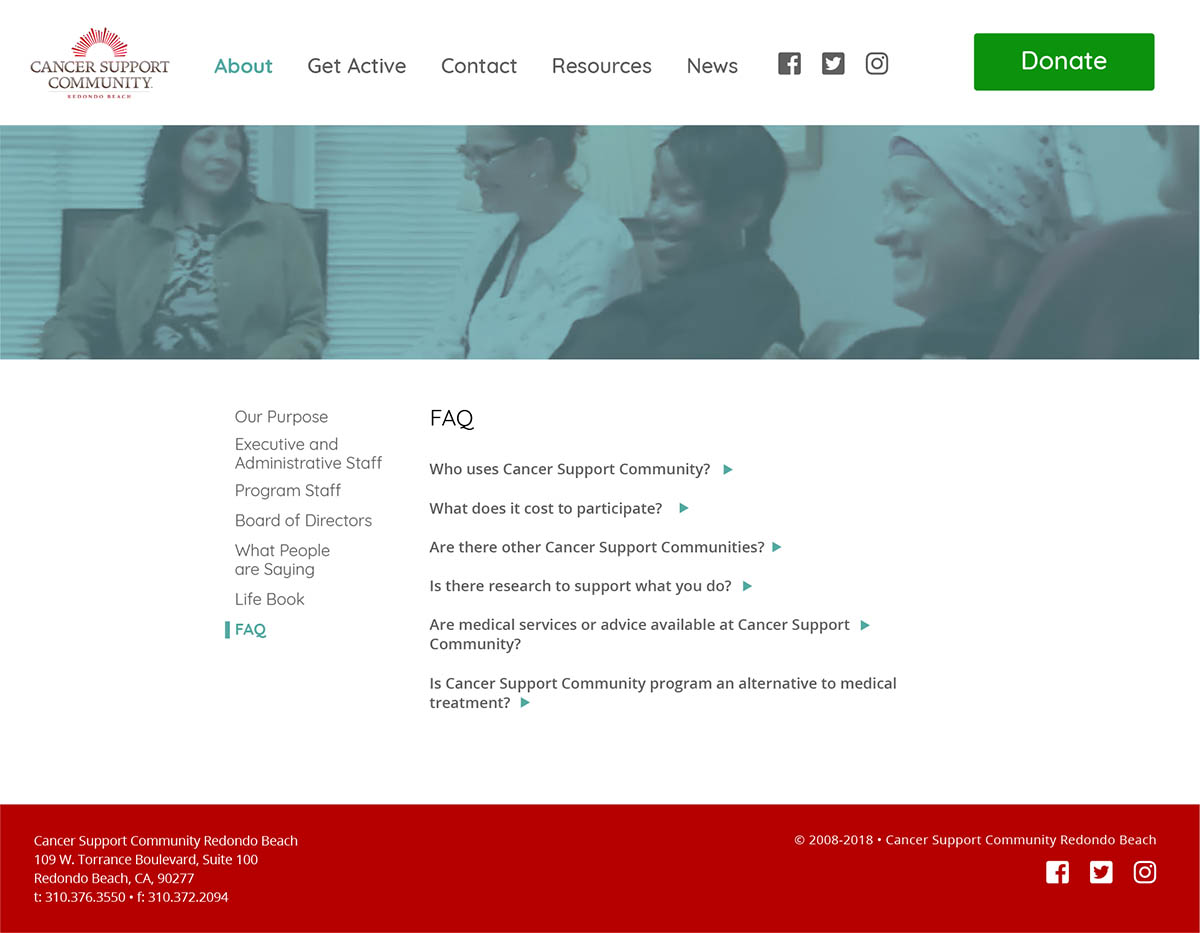 CANCER SUPPORT
COMMUNITY
REDONDO BEACH
About
Get Active
Contact
Resources
News
Donate
Our Purpose
Executive and
Administrative Staff
Program Staff
Board of Directors
What People
are Saying
Life Book
FAQ
FAQ
Who uses Cancer Support Community?
What does it cost to participate?
Are there other Cancer Support Communities?
Is there research to support what you do?
Are medical services or advice available at Cancer Support
Community?
Is Cancer Support Community program an alternative to medical
treatment?
Cancer Support Community Redondo Beach
109 W. Torrance Boulevard, Suite 100
Redondo Beach, CA, 90277
t: 310.376.3550 • f: 310.372.2094
© 2008-2018 • Cancer Support Community Redondo Beach